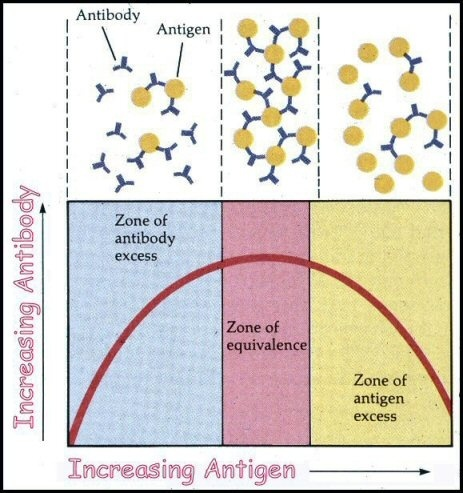 Antibody
Antigen
Zone of
antibody
excess
Zone of
equivalence
Zone of
antigen
excess
Increasing Antibody
Increasing Antigen